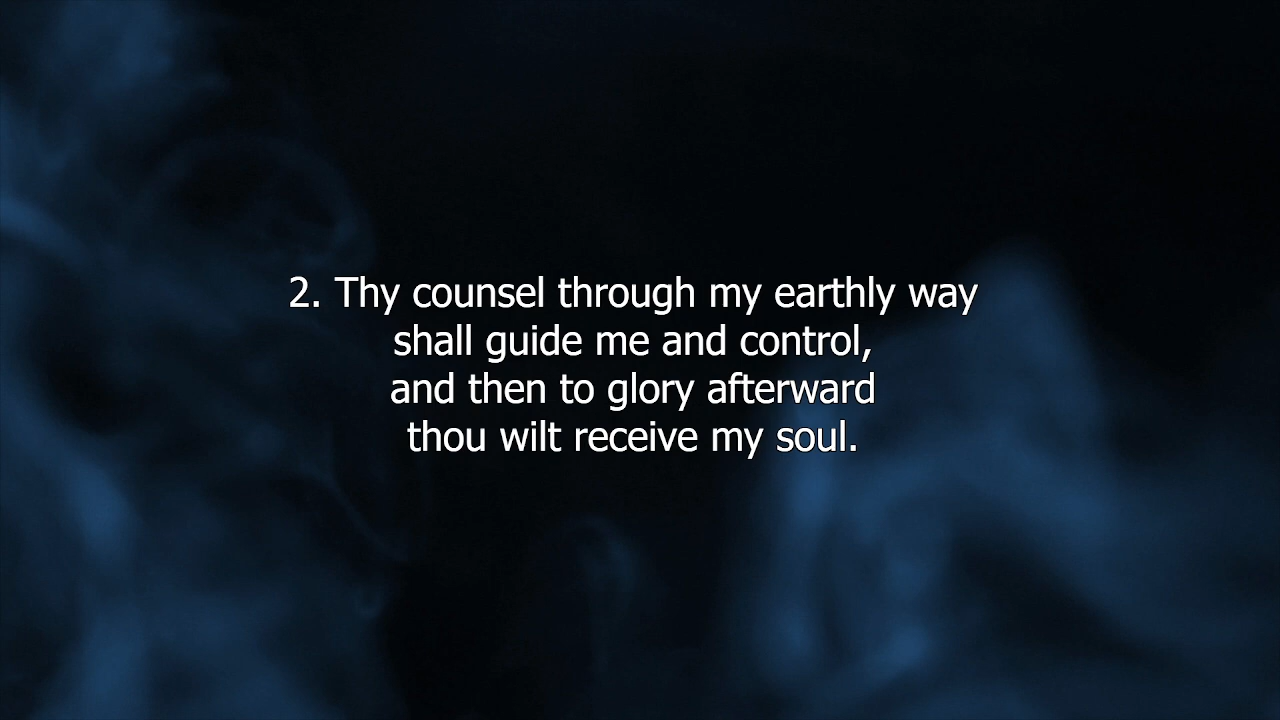 2. Thy counsel through my earthly way
shall guide me and control,
and then to glory afterward
thou wilt receive my soul.